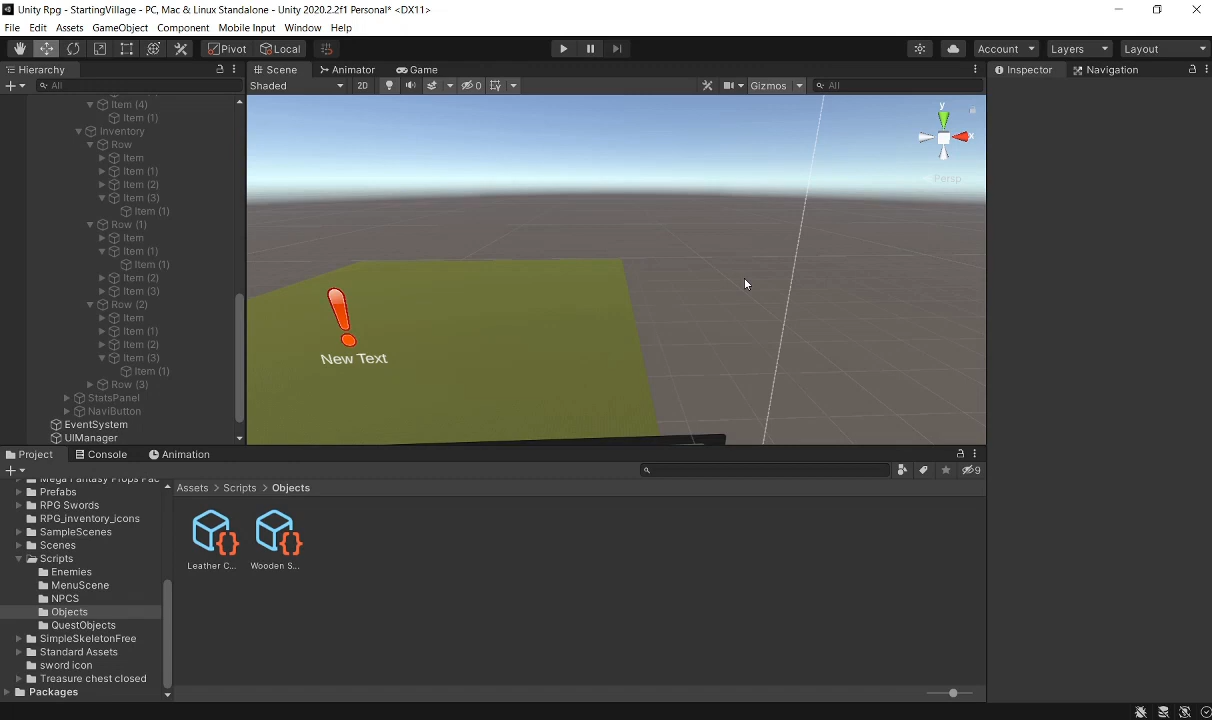 Unity Rpg - StartingVillage - PC, Mac & Linux Standalone - Unity 2020.2.2f1 Personal* <DX11>
File Edit Assets GameObject Component Mobile Input Window Help
Pivot Local Account Layers Layout
Hierarchy Scene Animator Game Inspector Navigation
All Shaded 2D 0 Gizmos All
Item (4)
Item (1)
Inventory
Row
Item
Item (1)
Item (2)
Item (3)
Item (1)
Row (1)
Item
Item (1)
Item (1)
Item (2)
Item (3)
Row (2)
Item
Item (1)
Item (2)
Item (3)
Item (1)
Row (3)
StatsPanel
NaviButton
EventSystem
UIManager
y
x
Persp
New Text
Project Console Animation
9
Mega Fantasy Props Pac
Prefabs
RPG Swords
RPG_inventory_icons
SampleScenes
Scenes
Scripts
Enemies
MenuScene
NPCS
Objects
QuestObjects
SimpleSkeletonFree
Standard Assets
sword icon
Treasure chest closed
Packages
Assets > Scripts > Objects
Leather C... Wooden S...